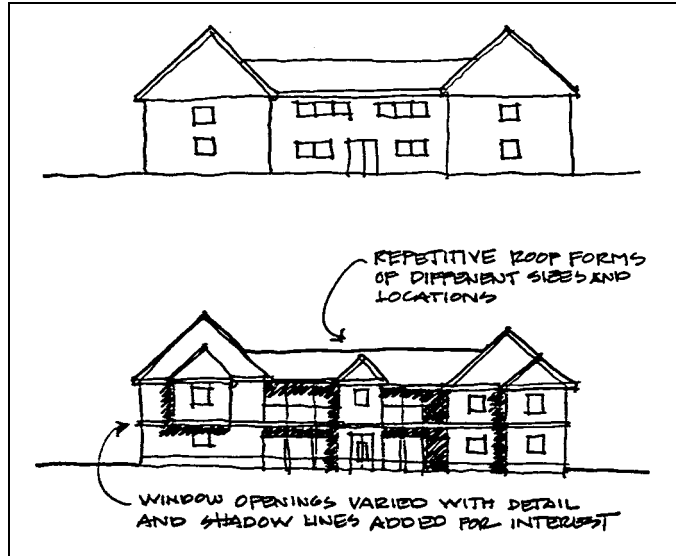 REPETITIVE ROOF FORMS
OF DIFFERENT SIZES AND
LOCATIONS
WINDOW OPENINGS VARIED WITH DETAIL
AND SHADOW LINES ADDED FOR INTEREST